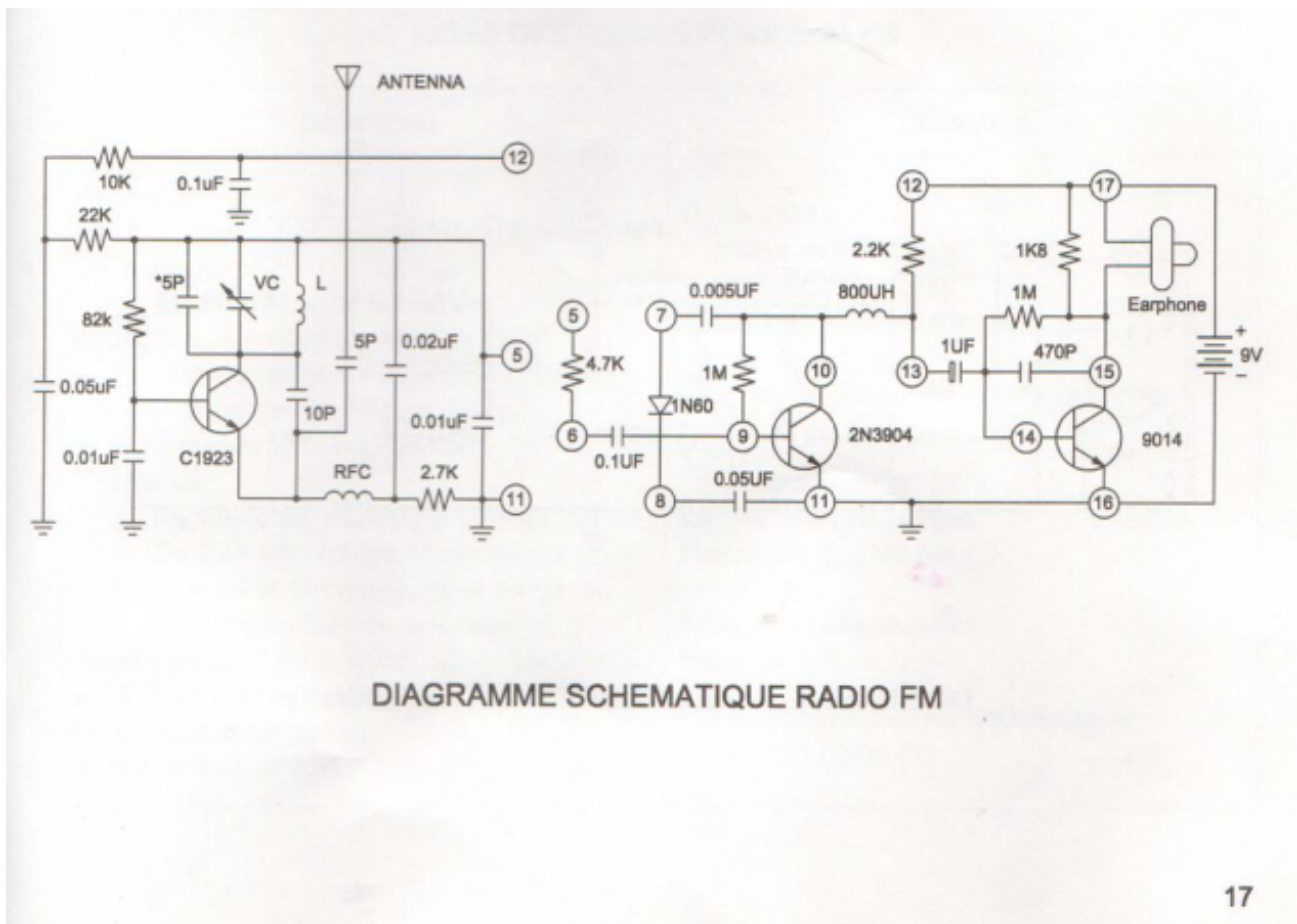 ANTENNA
12
10K
0.1uF
22K
*5P
VC
L
82k
5P
0.02uF
5
0.05uF
10P
0.01uF
0.01uF
C1923
RFC
2.7K
11
12
17
2.2K
1K8
0.005UF
800UH
1M
Earphone
5
7
4.7K
1M
10
13
1UF
470P
15
+
9V
-
1N60
6
0.1UF
9
2N3904
14
9014
0.05UF
8
11
16
DIAGRAMME SCHEMATIQUE RADIO FM
17